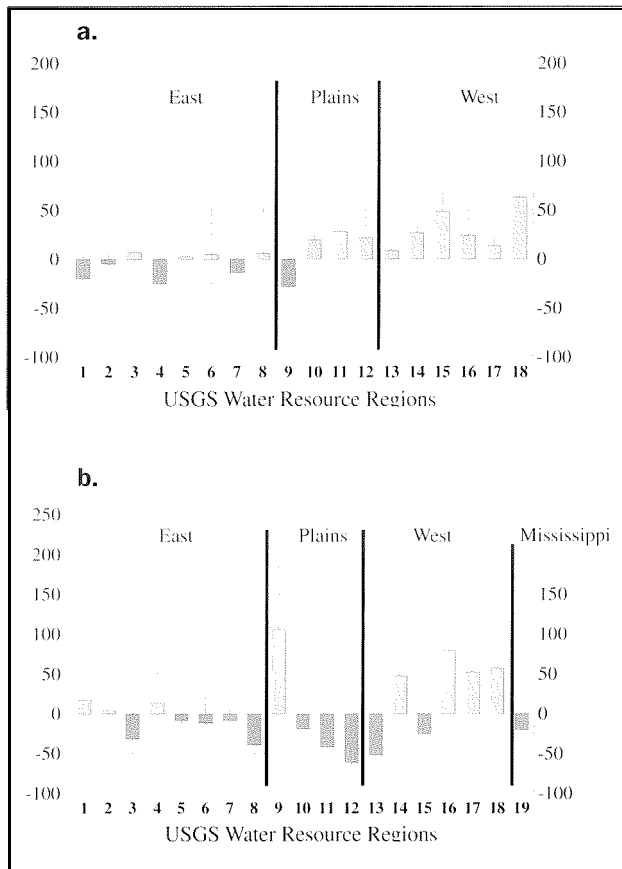 a.
200 200
East Plains West
150 150
100 100
50 50
0 0
-50 -50
-100 -100
1 2 3 4 5 6 7 8 9 10 11 12 13 14 15 16 17 18
USGS Water Resource Regions
b.
250
East Plains West Mississippi
200
150 150
100 100
50 50
0 0
-50 -50
-100 -100
1 2 3 4 5 6 7 8 9 10 11 12 13 14 15 16 17 18 19
USGS Water Resource Regions